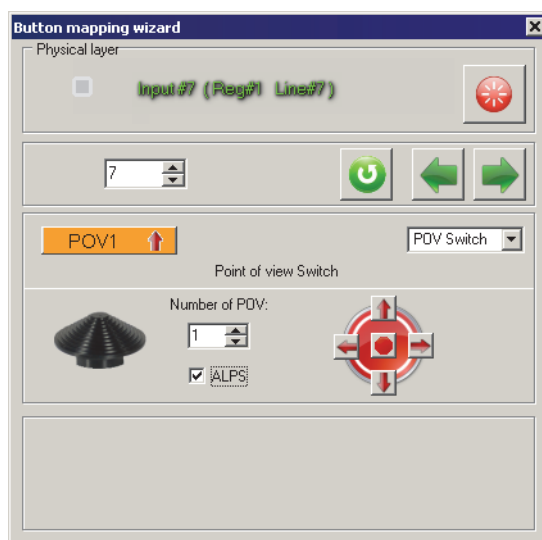 Button mapping wizard
Physical layer
Input#7 (Reg#1 Line#7)
7
POV1
POV Switch
Point of view Switch
Number of POV:
1
ALPS